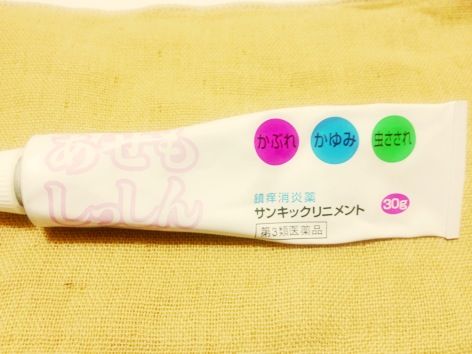 あせも
しっしん
かぶれ
かゆみ
虫さされ
鎮痒消炎薬
サンキックリニメント
30g
第3類医薬品